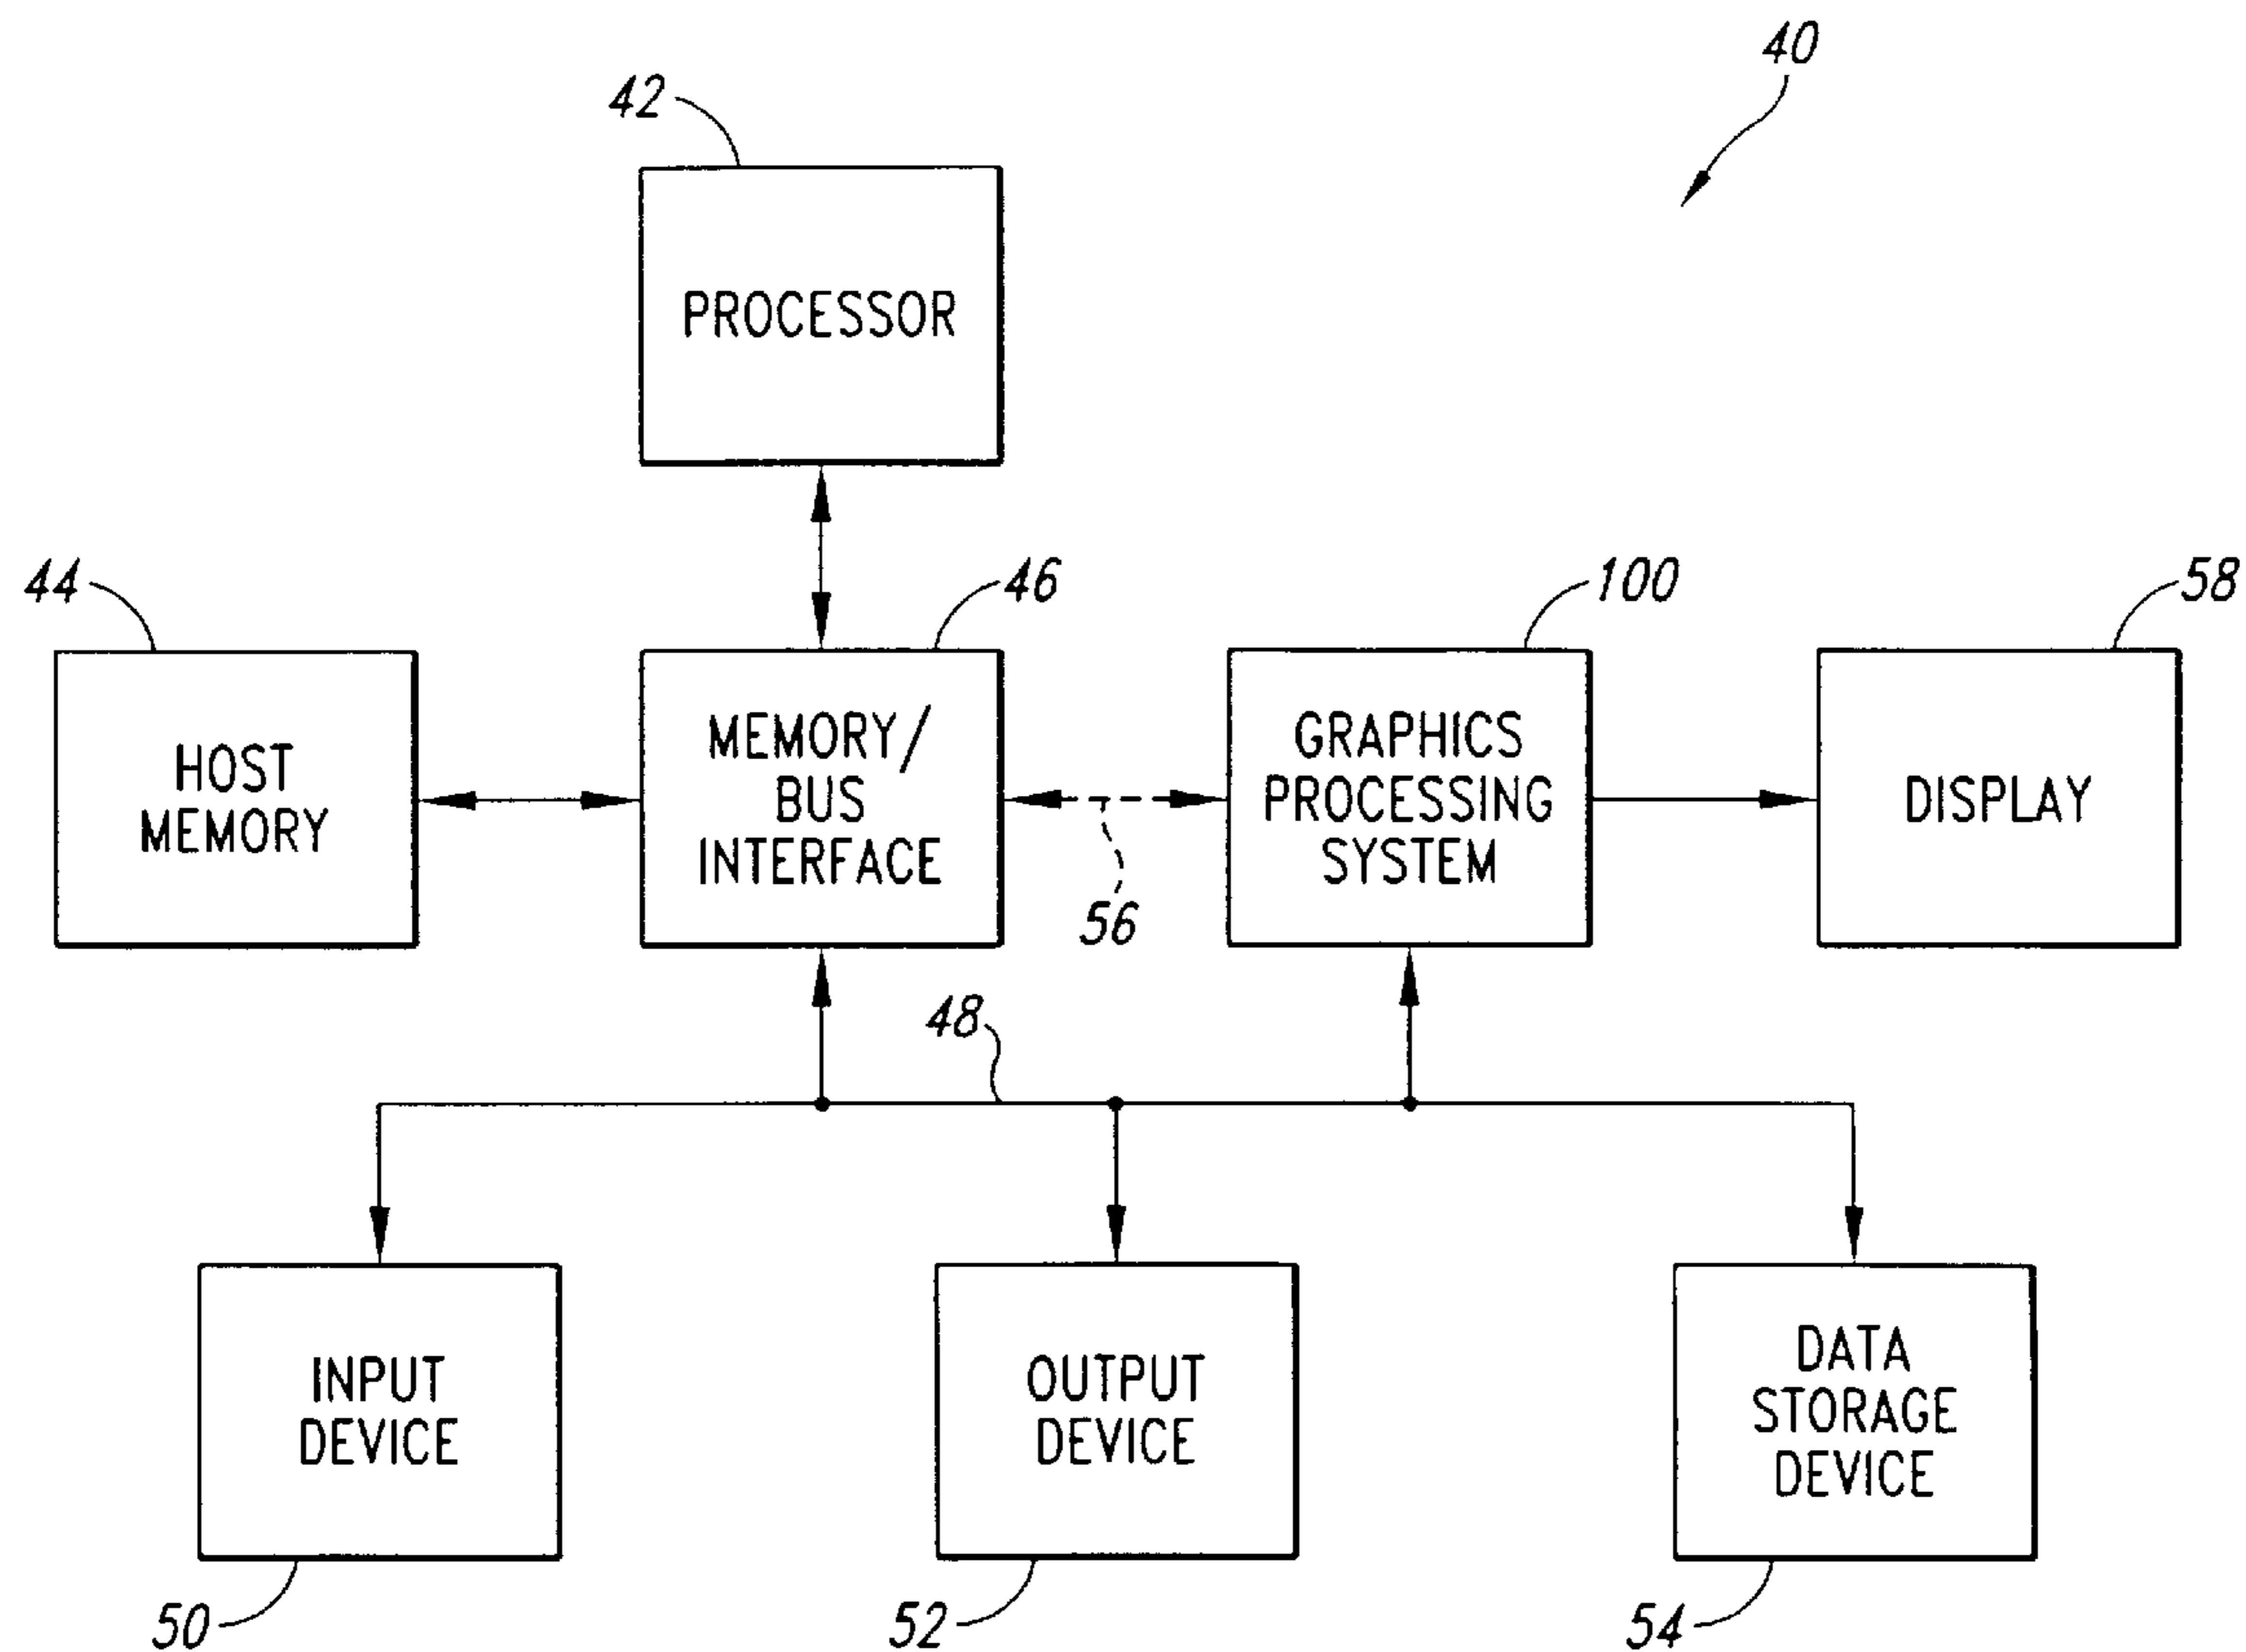 40
42
PROCESSOR
44
46
100
58
HOST
MEMORY
MEMORY/
BUS
INTERFACE
GRAPHICS
PROCESSING
SYSTEM
DISPLAY
56
48
INPUT
DEVICE
OUTPUT
DEVICE
DATA
STORAGE
DEVICE
50
52
54